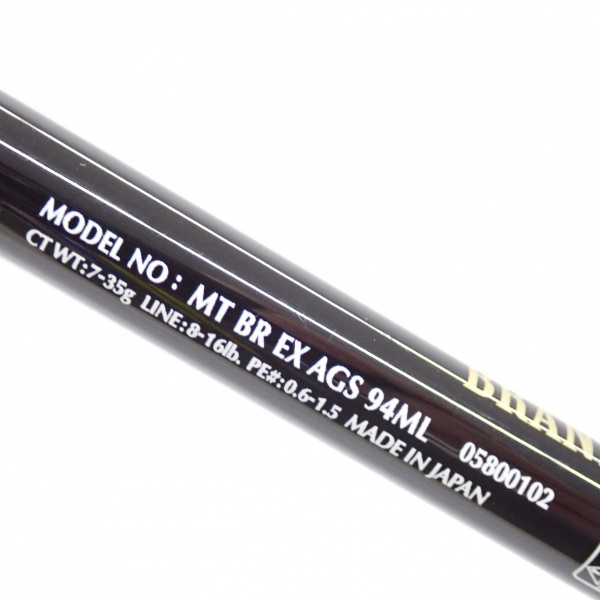 MODEL NO : MT BR EX AGS 94ML 05800102
CT WT:7-35g LINE:8-16lb. PE#:0.6-1.5 MADE IN JAPAN